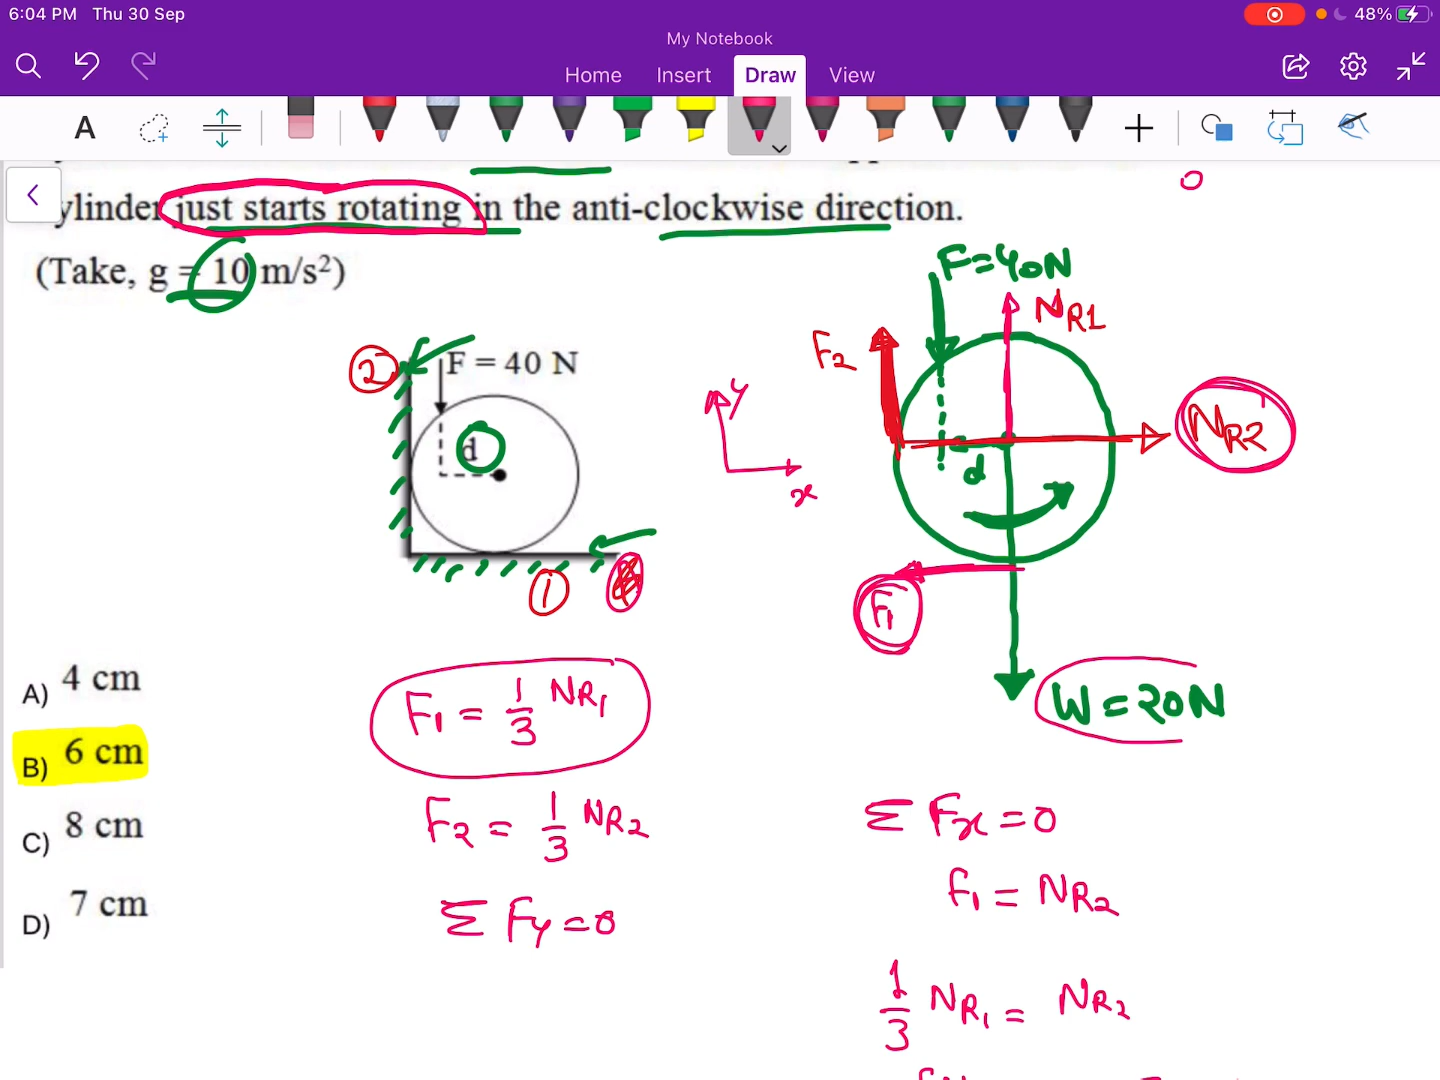 6:04 PM Thu 30 Sep
48%
My Notebook
Home Insert Draw View
A
ylinder just starts rotating in the anti-clockwise direction.
(Take, g = 10 m/s²)
F = 40 N
d
2
1
F=40N
NR1
F2
NR2
y
x
d
F1
W = 20N
A) 4 cm
B) 6 cm
C) 8 cm
D) 7 cm
F1 = 1/3 NR1
F2 = 1/3 NR2
Σ Fy = 0
Σ Fx = 0
F1 = NR2
1/3 NR1 = NR2